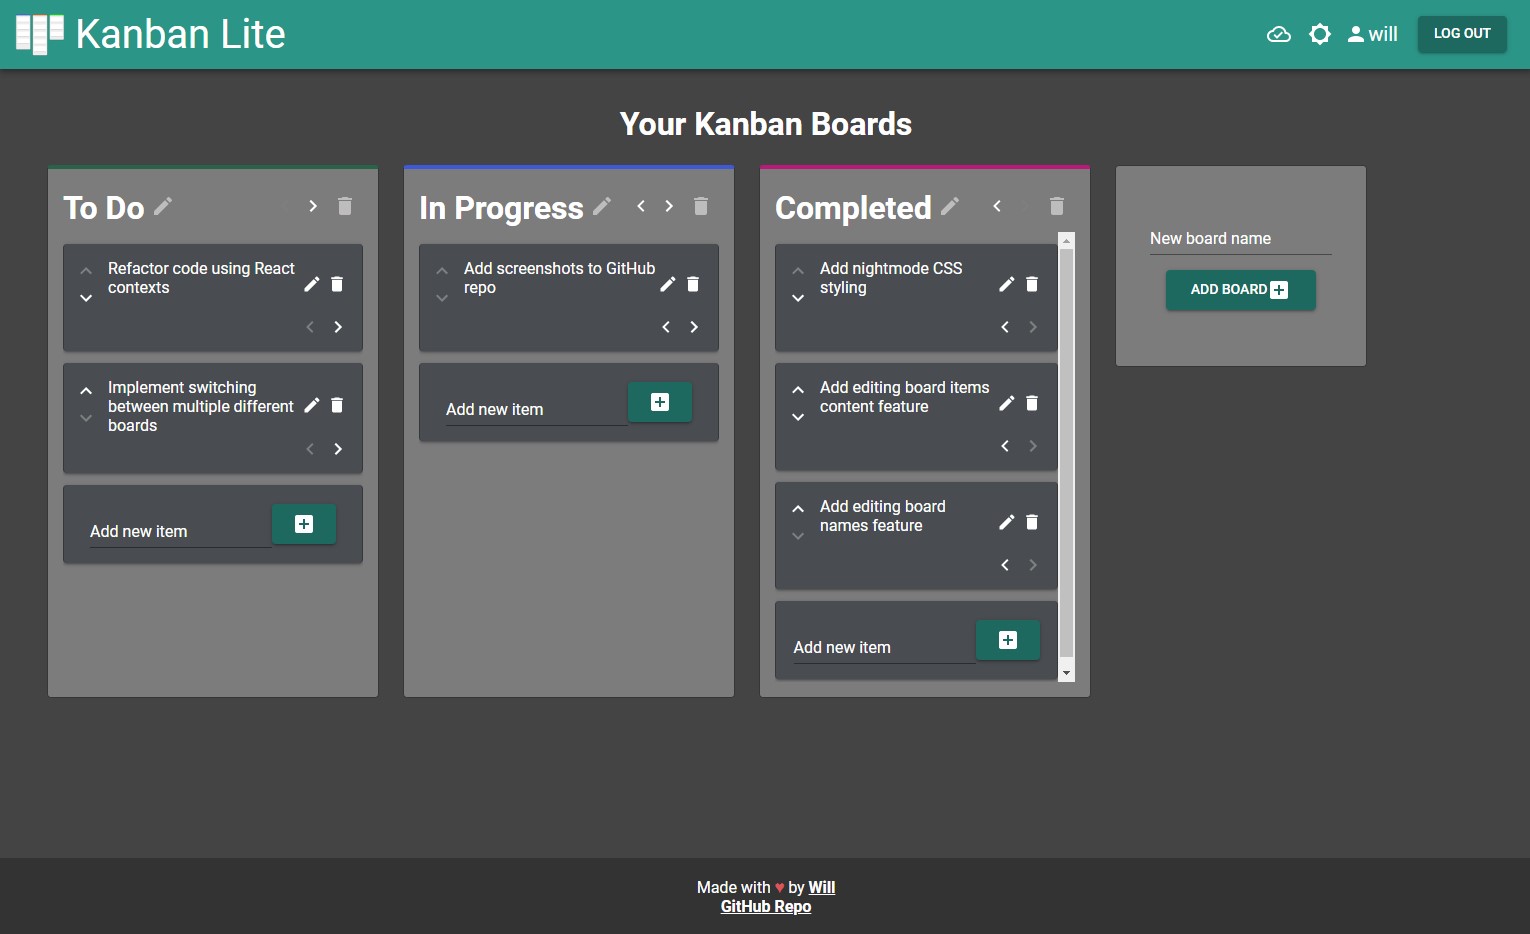 Kanban Lite
will
LOG OUT
Your Kanban Boards
To Do
Refactor code using React
contexts
Implement switching
between multiple different
boards
Add new item
In Progress
Add screenshots to GitHub
repo
Add new item
Completed
Add nightmode CSS
styling
Add editing board items
content feature
Add editing board
names feature
Add new item
New board name
ADD BOARD
Made with ♥ by Will
GitHub Repo